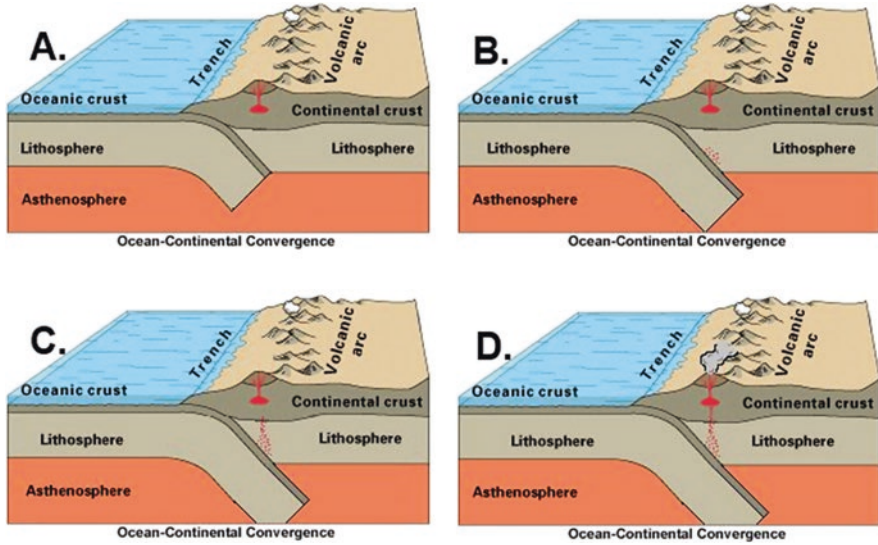 A.
Trench
Volcanic
arc
Oceanic crust
Continental crust
Lithosphere
Lithosphere
Asthenosphere
Ocean-Continental Convergence
B.
Trench
Volcanic
arc
Oceanic crust
Continental crust
Lithosphere
Lithosphere
Asthenosphere
Ocean-Continental Convergence
C.
Trench
Volcanic
arc
Oceanic crust
Continental crust
Lithosphere
Lithosphere
Asthenosphere
Ocean-Continental Convergence
D.
Trench
Volcanic
arc
Oceanic crust
Continental crust
Lithosphere
Lithosphere
Asthenosphere
Ocean-Continental Convergence